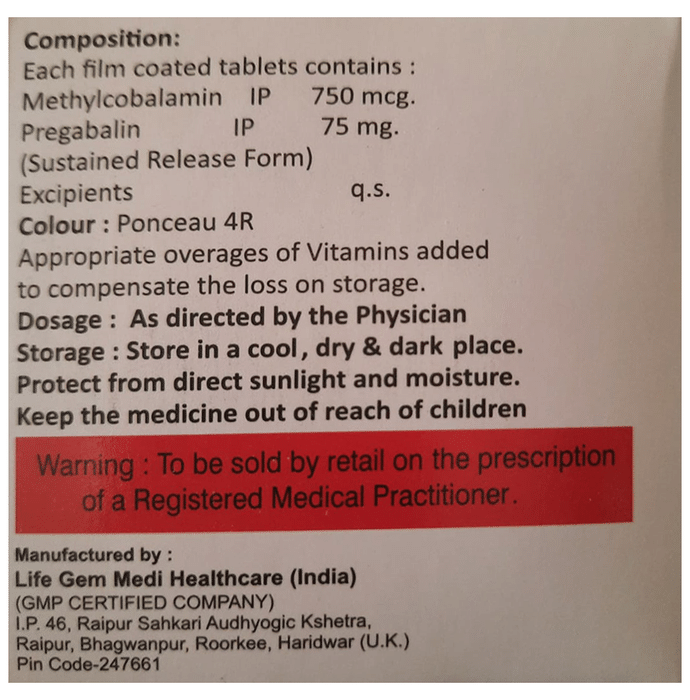 Composition:
Each film coated tablets contains :
Methylcobalamin IP 750 mcg.
Pregabalin IP 75 mg.
(Sustained Release Form)
Excipients q.s.
Colour : Ponceau 4R
Appropriate overages of Vitamins added
to compensate the loss on storage.
Dosage : As directed by the Physician
Storage : Store in a cool, dry & dark place.
Protect from direct sunlight and moisture.
Keep the medicine out of reach of children
Warning : To be sold by retail on the prescription
of a Registered Medical Practitioner.
Manufactured by :
Life Gem Medi Healthcare (India)
(GMP CERTIFIED COMPANY)
I.P. 46, Raipur Sahkari Audhyogic Kshetra,
Raipur, Bhagwanpur, Roorkee, Haridwar (U.K.)
Pin Code-247661